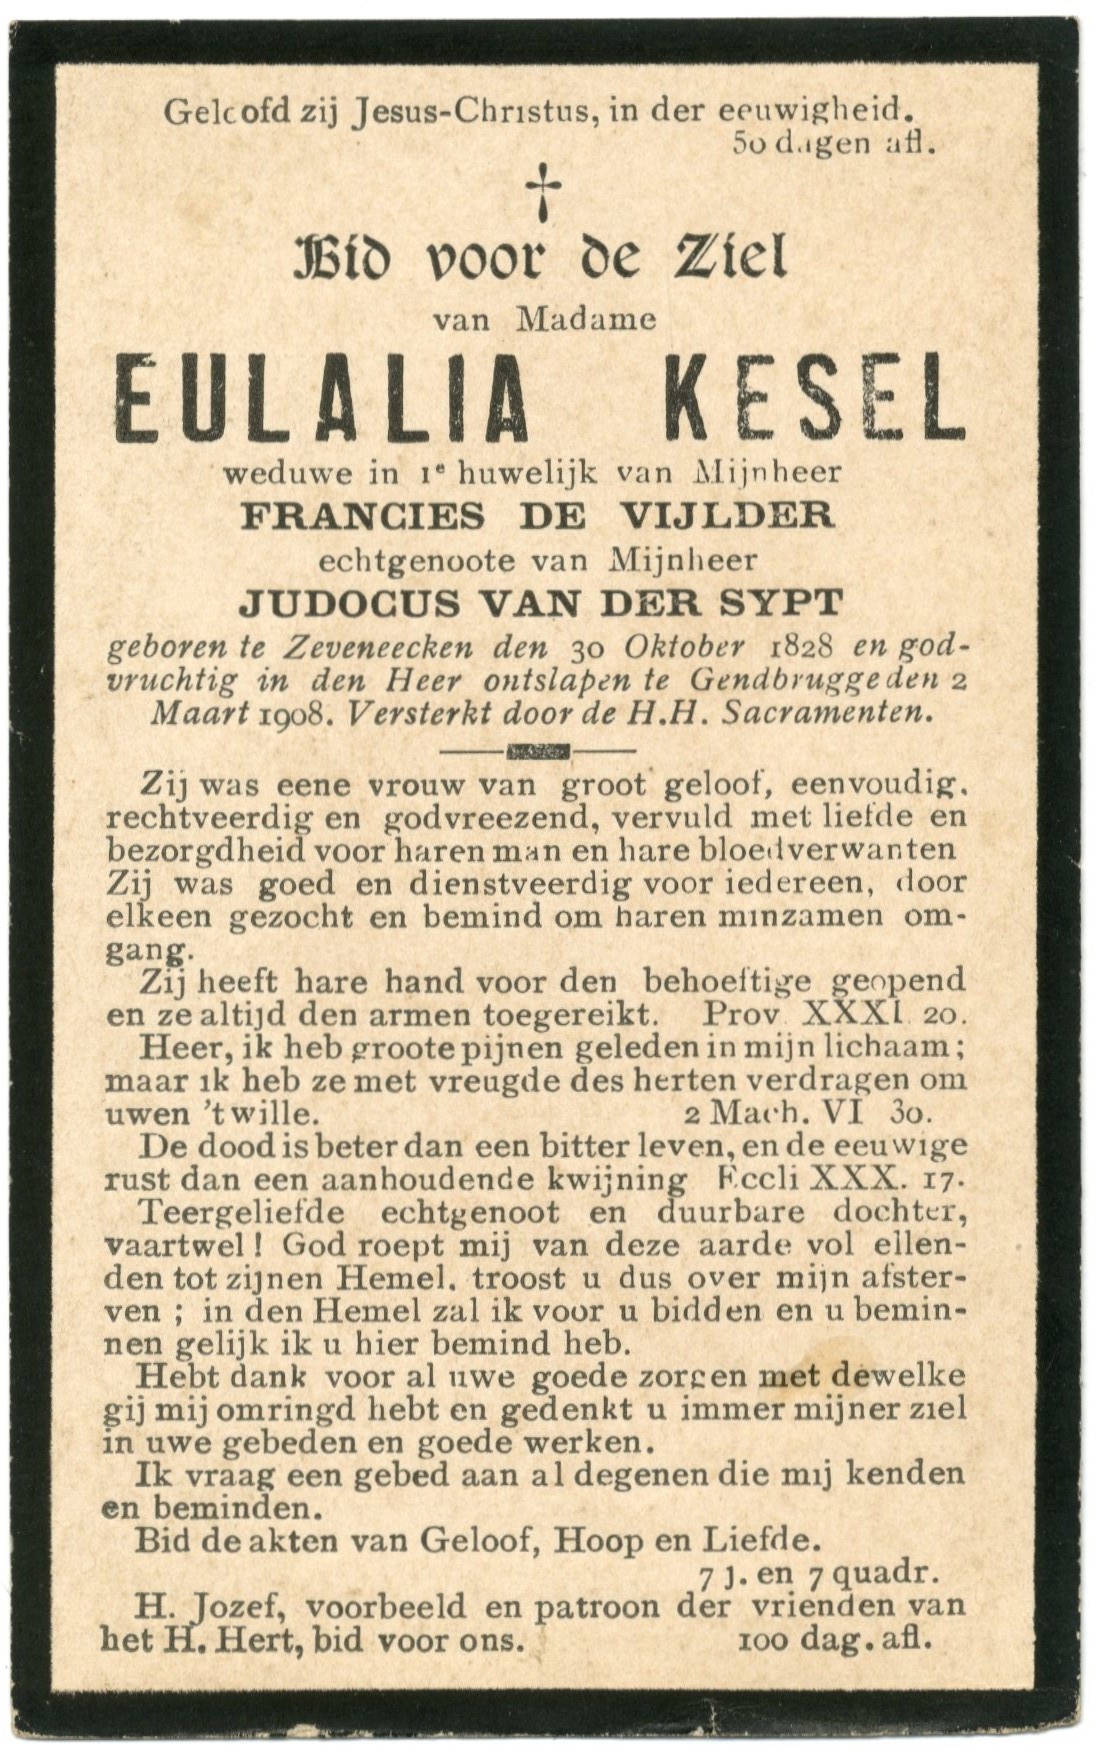 Geloofd zij Jesus-Christus, in der eeuwigheid.
50 dagen afl.
Bid voor de Ziel
van Madame
EULALIA KESEL
weduwe in 1e huwelijk van Mijnheer
FRANCIES DE VIJLDER
echtgenoote van Mijnheer
JUDOCUS VAN DER SYPT
geboren te Zeveneecken den 30 Oktober 1828 en god-
vruchtig in den Heer ontslapen te Gendbrugge den 2
Maart 1908. Versterkt door de H.H. Sacramenten.
Zij was eene vrouw van groot geloof, eenvoudig,
rechtveerdig en godvreezend, vervuld met liefde en
bezorgdheid voor haren man en hare bloedverwanten
Zij was goed en dienstveerdig voor iedereen, door
elkeen gezocht en bemind om haren minzamen om-
gang.
Zij heeft hare hand voor den behoeftige geopend
en ze altijd den armen toegereikt. Prov XXXI. 20.
Heer, ik heb groote pijnen geleden in mijn lichaam;
maar ik heb ze met vreugde des herten verdragen om
uwen 't wille. 2 Mach. VI 30.
De dood is beter dan een bitter leven, en de eeuwige
rust dan een aanhoudende kwijning Eccli XXX. 17.
Teergeliefde echtgenoot en duurbare dochter,
vaartwel! God roept mij van deze aarde vol ellen-
den tot zijnen Hemel. troost u dus over mijn afster-
ven; in den Hemel zal ik voor u bidden en u bemin-
nen gelijk ik u hier bemind heb.
Hebt dank voor al uwe goede zorgen met dewelke
gij mij omringd hebt en gedenkt u immer mijner ziel
in uwe gebeden en goede werken.
Ik vraag een gebed aan al degenen die mij kenden
en beminden.
Bid de akten van Geloof, Hoop en Liefde.
7 j. en 7 quadr.
H. Jozef, voorbeeld en patroon der vrienden van
het H. Hert, bid voor ons. 100 dag. afl.